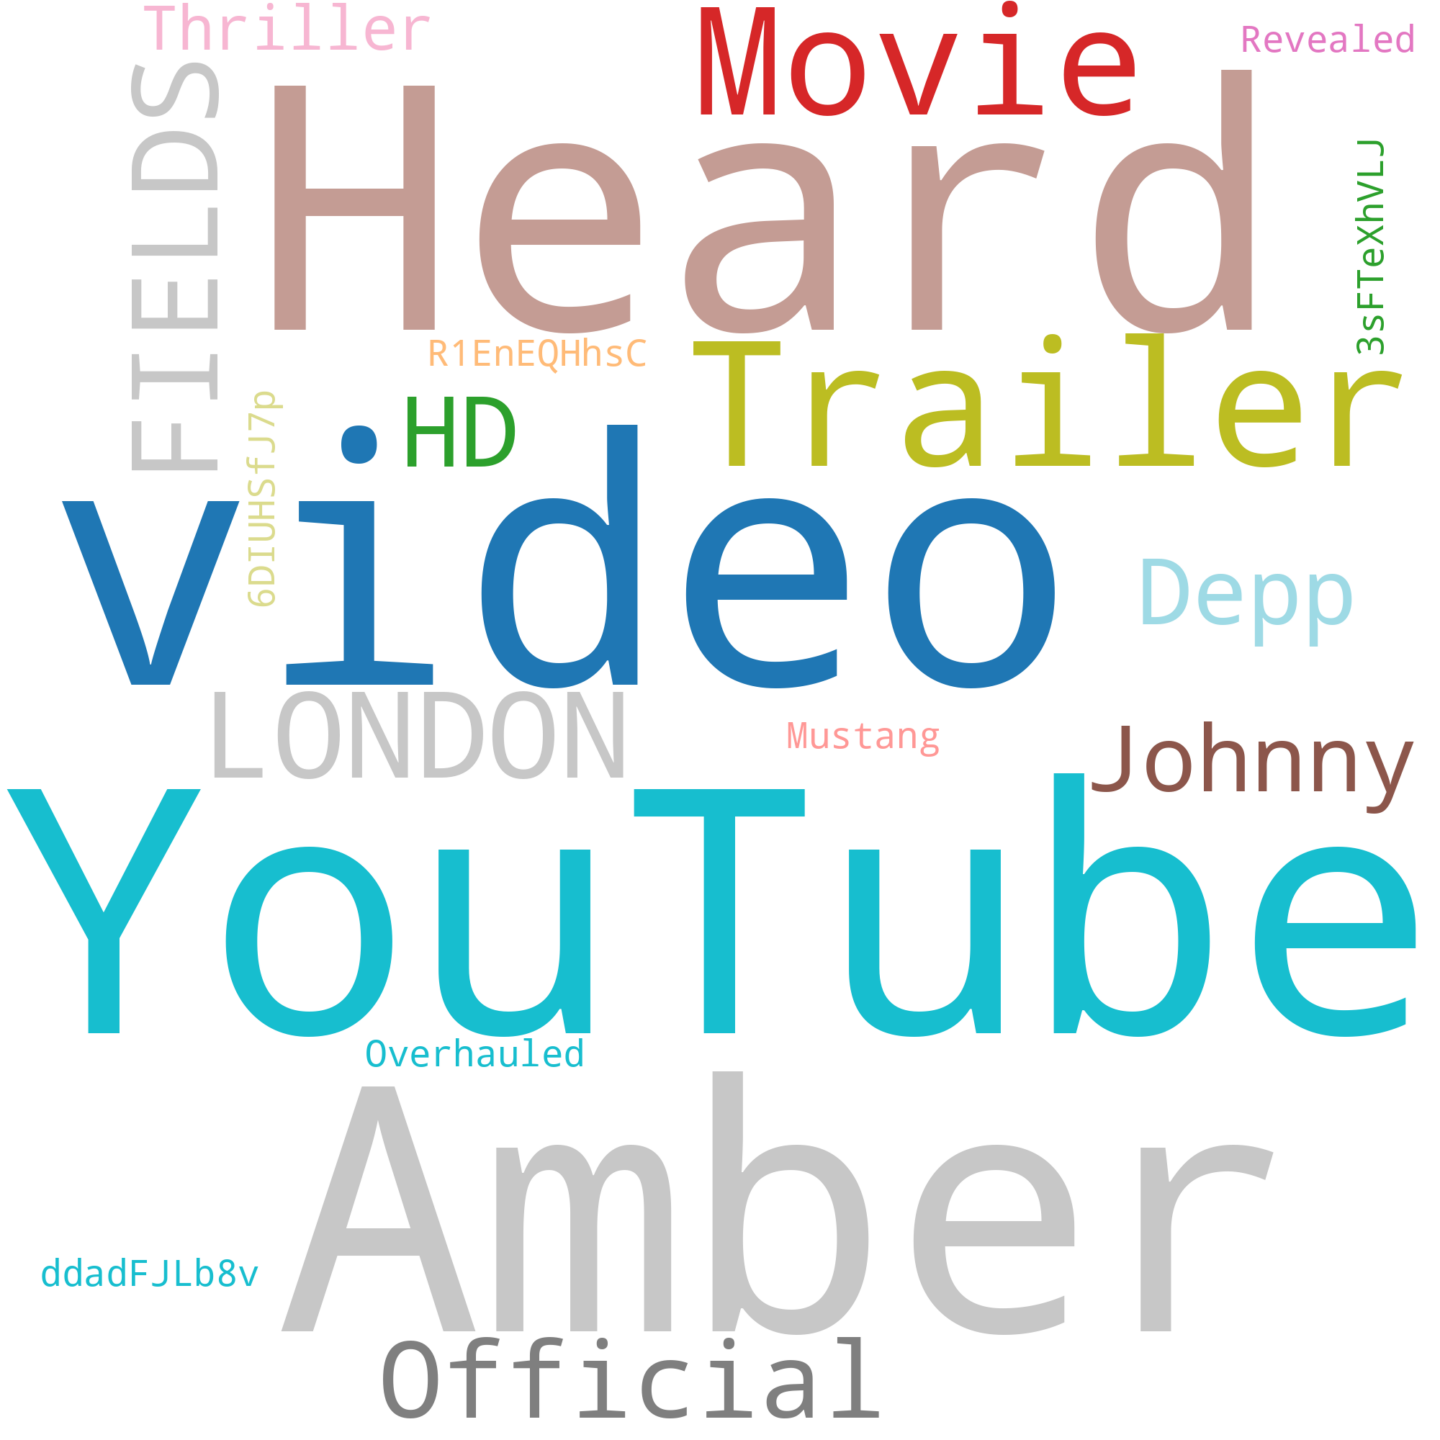 Thriller
Movie
Revealed
FIELDS
Heard
3sFTeXhVLJ
R1EnEQHhsC
Trailer
6DIUHSfJ7p
HD
video
Depp
LONDON
Mustang
Johnny
YouTube
Overhauled
Amber
ddadFJLb8v
Official